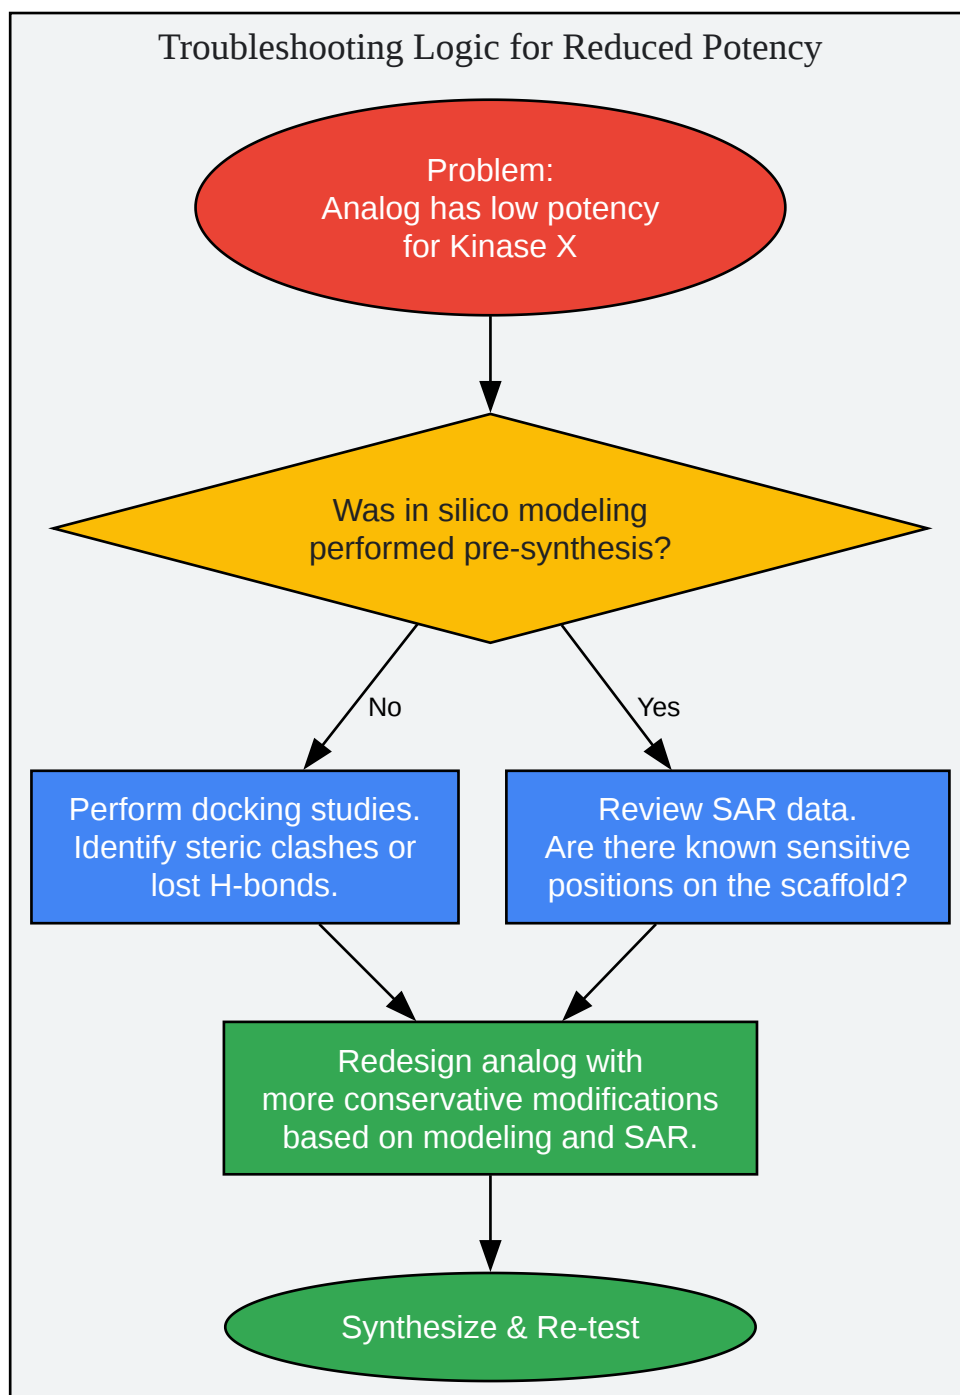 Troubleshooting Logic for Reduced Potency
Problem:
Analog has low potency
for Kinase X
Was in silico modeling
performed pre-synthesis?
No
Yes
Perform docking studies.
Identify steric clashes or
lost H-bonds.
Review SAR data.
Are there known sensitive
positions on the scaffold?
Redesign analog with
more conservative modifications
based on modeling and SAR.
Synthesize & Re-test